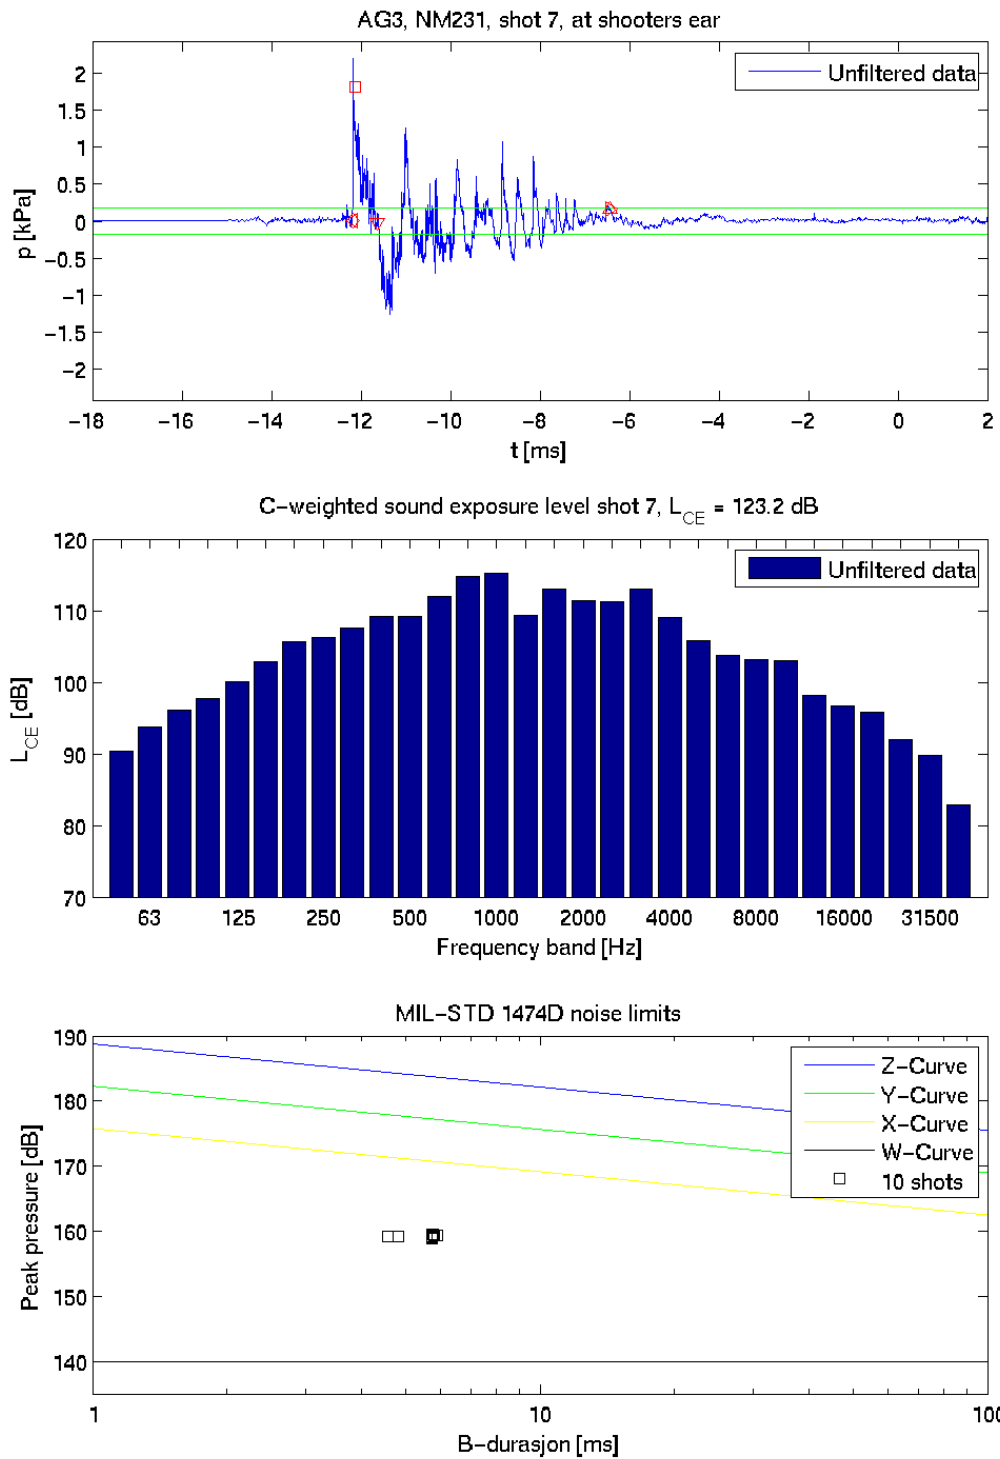 AG3, NM231, shot 7, at shooters ear
Unfiltered data
p [kPa]
2
1.5
1
0.5
0
−0.5
−1
−1.5
−2
−18 −16 −14 −12 −10 −8 −6 −4 −2 0 2
t [ms]
C−weighted sound exposure level shot 7, L_CE = 123.2 dB
Unfiltered data
L_CE [dB]
120
110
100
90
80
70
63 125 250 500 1000 2000 4000 8000 16000 31500
Frequency band [Hz]
MIL−STD 1474D noise limits
Z−Curve
Y−Curve
X−Curve
W−Curve
10 shots
Peak pressure [dB]
190
180
170
160
150
140
1 10 100
B−durasjon [ms]